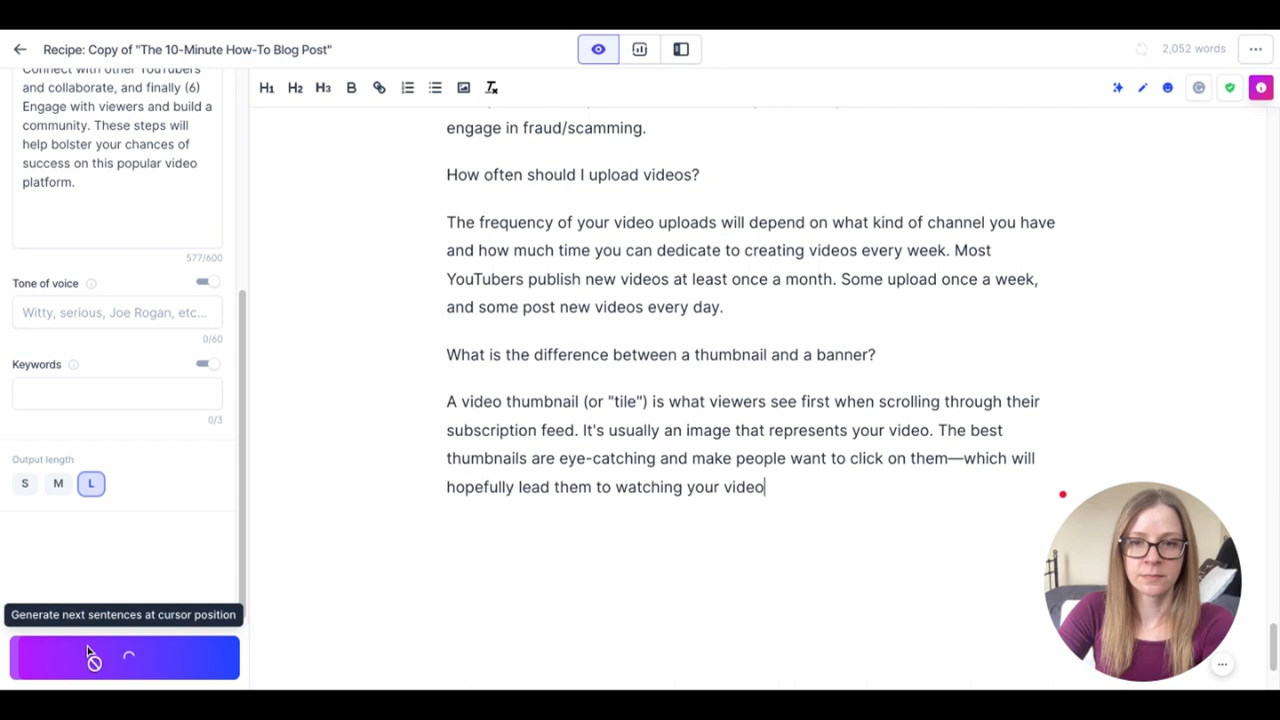 Recipe: Copy of "The 10-Minute How-To Blog Post"
2,052 words
Connect with other YouTubers
and collaborate, and finally (6)
Engage with viewers and build a
community. These steps will
help bolster your chances of
success on this popular video
platform.
577/600
Tone of voice
Witty, serious, Joe Rogan, etc...
0/60
Keywords
0/3
Output length
S M L
Generate next sentences at cursor position
H1 H2 H3 B
engage in fraud/scamming.
How often should I upload videos?
The frequency of your video uploads will depend on what kind of channel you have
and how much time you can dedicate to creating videos every week. Most
YouTubers publish new videos at least once a month. Some upload once a week,
and some post new videos every day.
What is the difference between a thumbnail and a banner?
A video thumbnail (or "tile") is what viewers see first when scrolling through their
subscription feed. It's usually an image that represents your video. The best
thumbnails are eye-catching and make people want to click on them—which will
hopefully lead them to watching your video